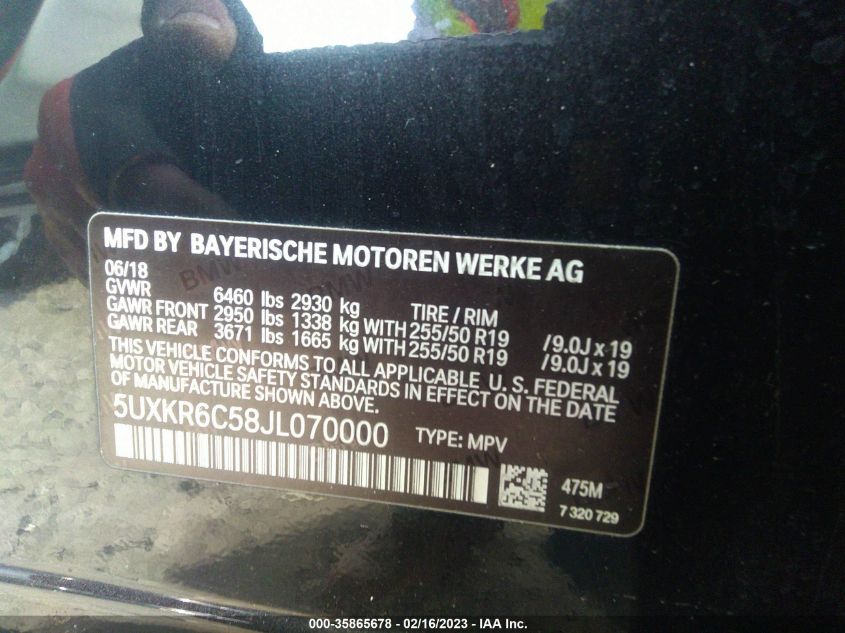 MFD BY BAYERISCHE MOTOREN WERKE AG
06/18
GVWR 6460 lbs 2930 kg TIRE / RIM
GAWR FRONT 2950 lbs 1338 kg WITH 255/50 R19 /9.0J x 19
GAWR REAR 3671 lbs 1665 kg WITH 255/50 R19 /9.0J x 19
THIS VEHICLE CONFORMS TO ALL APPLICABLE U. S. FEDERAL
MOTOR VEHICLE SAFETY STANDARDS IN EFFECT ON THE DATE
OF MANUFACTURE SHOWN ABOVE.
5UXKR6C58JL070000 TYPE: MPV
475M
7 320 729
000-35865678 - 02/16/2023 - IAA Inc.